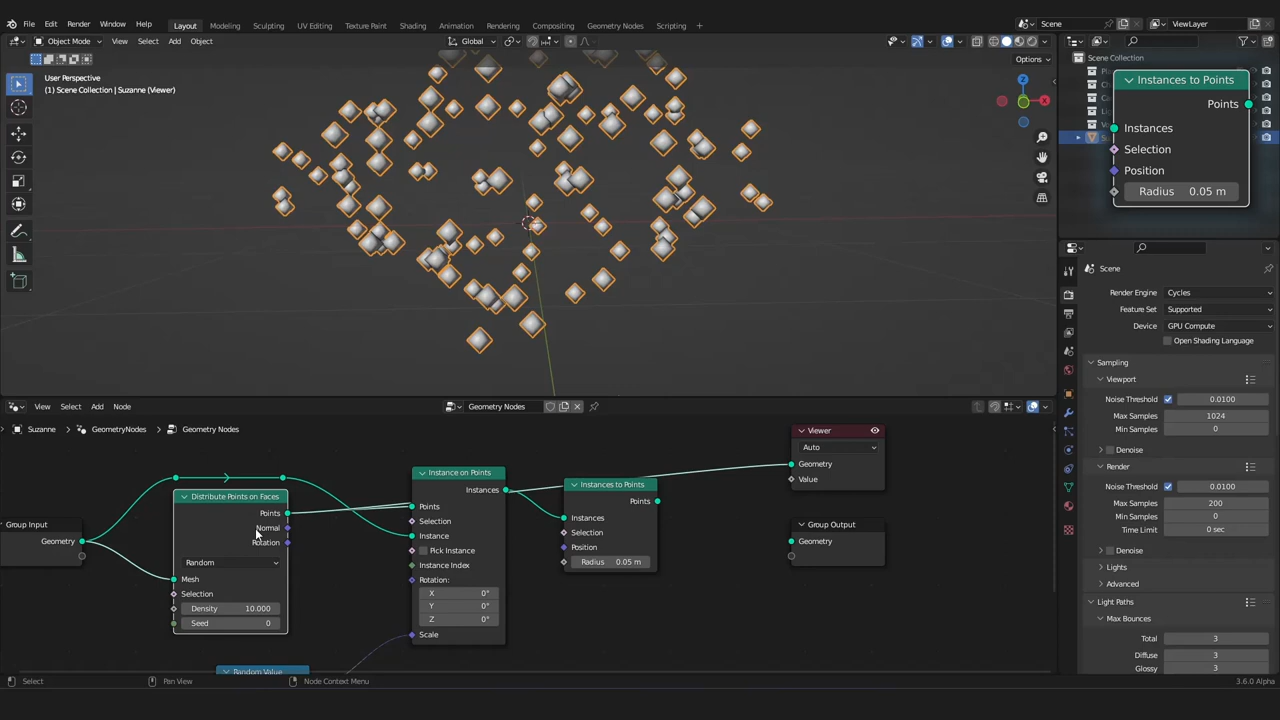 File Edit Render Window Help Layout Modeling Sculpting UV Editing Texture Paint Shading Animation Rendering Compositing Geometry Nodes Scripting + Scene ViewLayer
Object Mode View Select Add Object Global
Options
User Perspective
(1) Scene Collection | Suzanne (Viewer)
Z
X
Scene Collection
Instances to Points
Points
Instances
Selection
Position
Radius 0.05 m
Scene
Render Engine Cycles
Feature Set Supported
Device GPU Compute
Open Shading Language
Sampling
Viewport
Noise Threshold 0.0100
Max Samples 1024
Min Samples 0
Denoise
Render
Noise Threshold 0.0100
Max Samples 200
Min Samples 0
Time Limit 0 sec
Denoise
Lights
Advanced
Light Paths
Max Bounces
Total 3
Diffuse 3
Glossy 3
View Select Add Node Geometry Nodes
Suzanne GeometryNodes Geometry Nodes
Group Input
Geometry
Distribute Points on Faces
Points
Normal
Rotation
Random
Mesh
Selection
Density 10.000
Seed 0
Random Value
Instance on Points
Instances
Points
Selection
Instance
Pick Instance
Instance Index
Rotation:
X 0°
Y 0°
Z 0°
Scale
Instances to Points
Points
Instances
Selection
Position
Radius 0.05 m
Viewer
Auto
Geometry
Value
Group Output
Geometry
Select Pan View Node Context Menu 3.6.0 Alpha